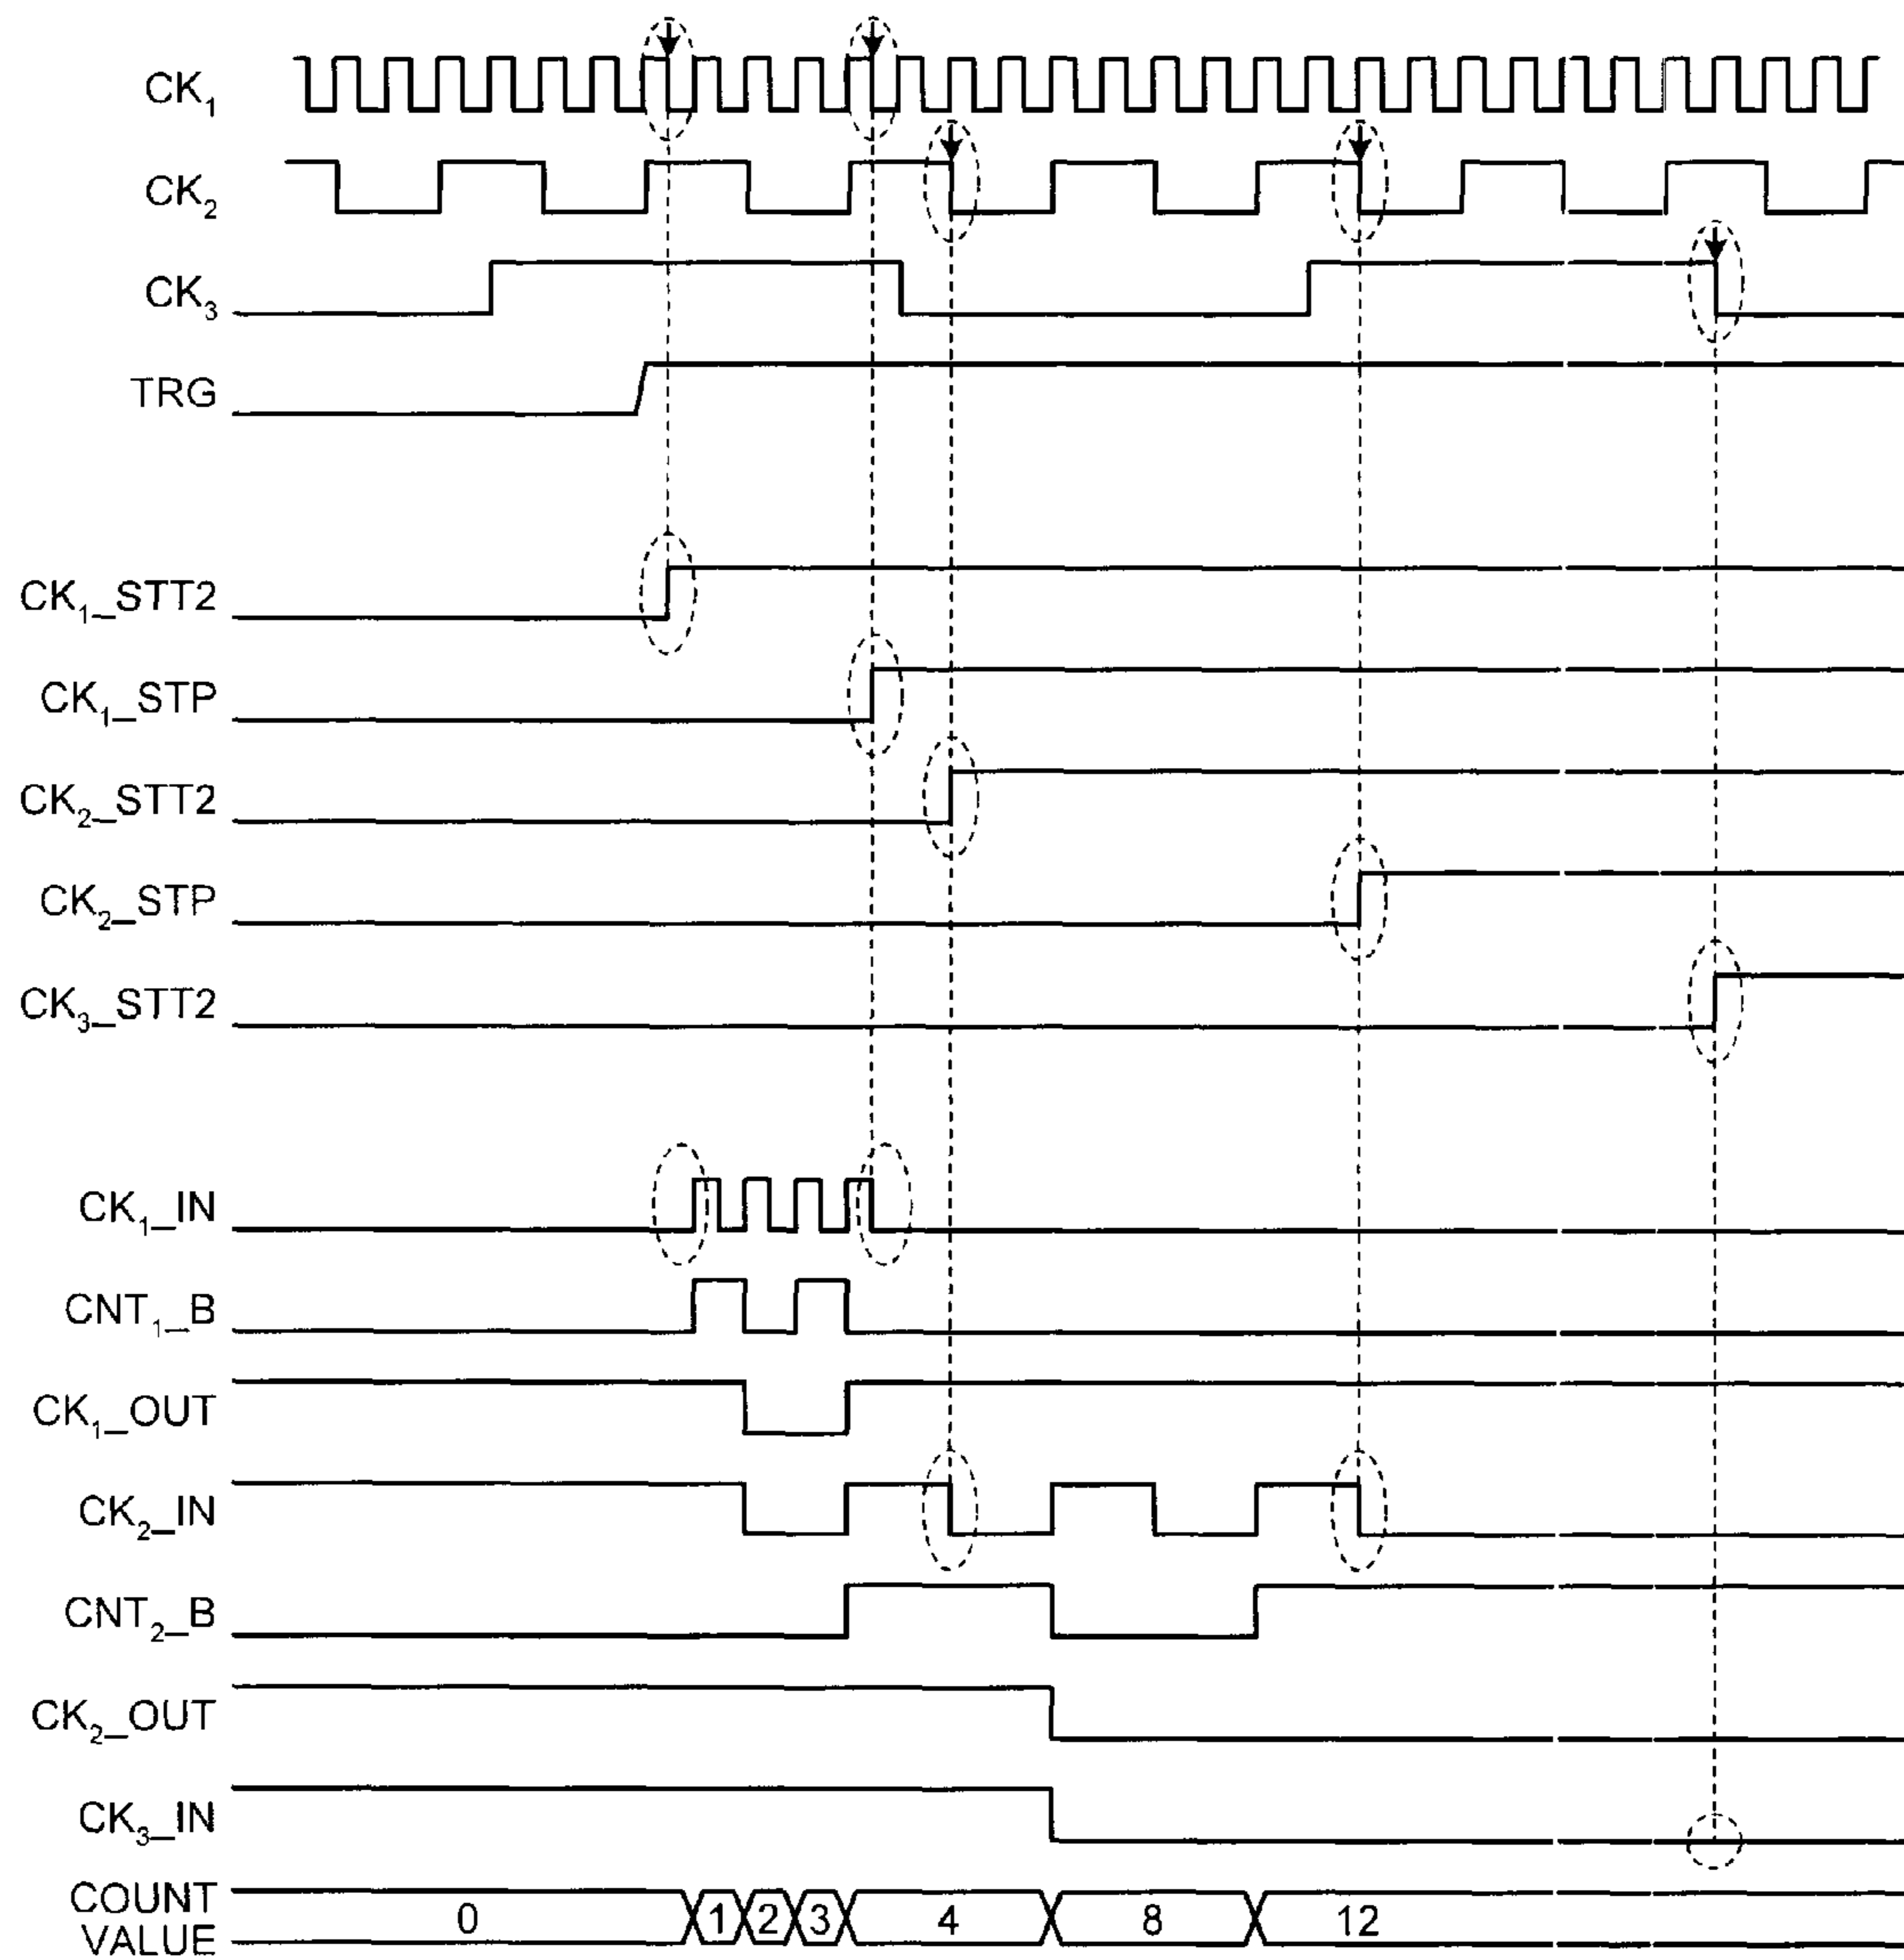 CK₁
CK₂
CK₃
TRG
CK₁_STT2
CK₁_STP
CK₂_STT2
CK₂_STP
CK₃_STT2
CK₁_IN
CNT₁_B
CK₁_OUT
CK₂_IN
CNT₂_B
CK₂_OUT
CK₃_IN
COUNT
VALUE
0 1 2 3 4 8 12